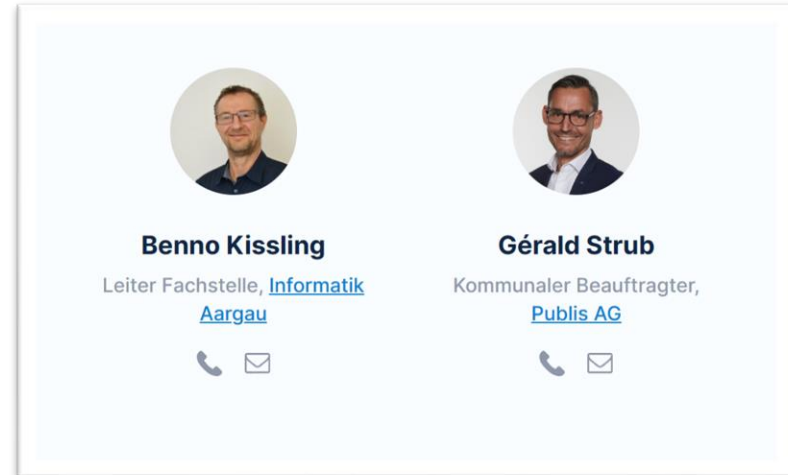 Benno Kissling
Leiter Fachstelle, Informatik
Aargau
Gérald Strub
Kommunaler Beauftragter,
Publis AG